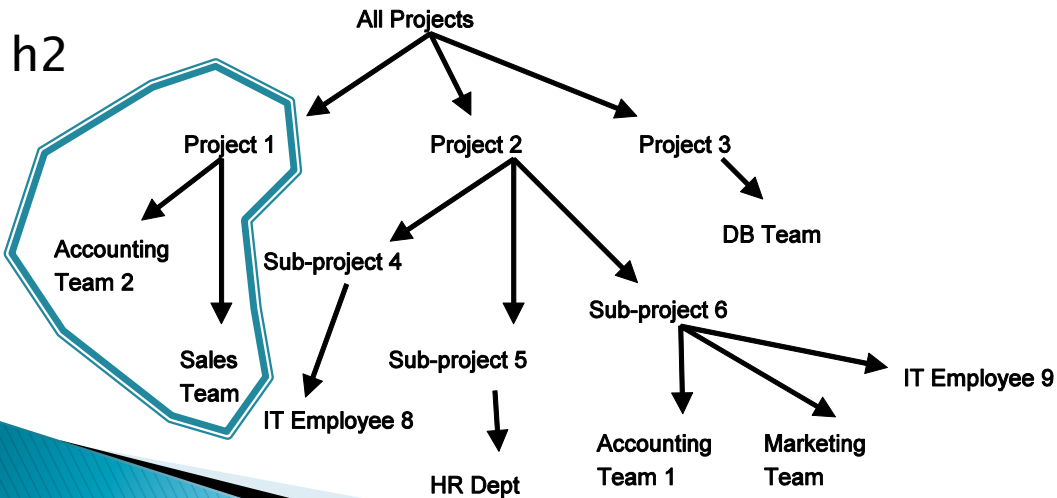 All Projects
h2
Project 1
Project 2
Project 3
DB Team
Accounting
Team 2
Sub-project 4
Sub-project 6
Sales
Team
Sub-project 5
IT Employee 9
IT Employee 8
Accounting
Team 1
Marketing
Team
HR Dept